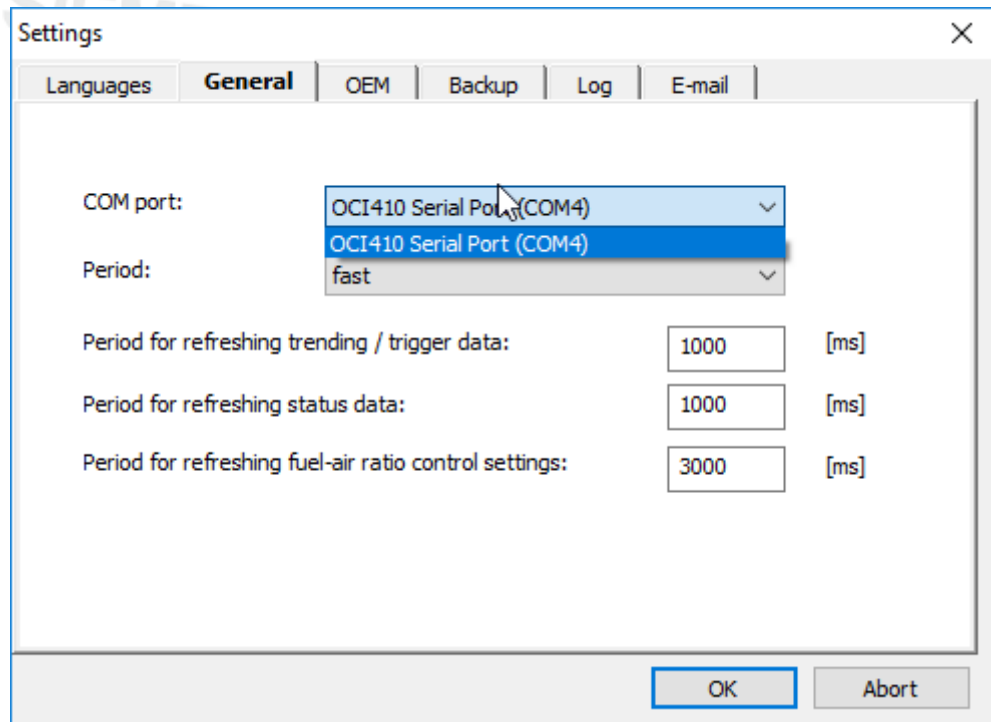 Settings
Languages General OEM Backup Log E-mail
COM port: OCI410 Serial Port (COM4)
OCI410 Serial Port (COM4)
Period: fast
Period for refreshing trending / trigger data: 1000 [ms]
Period for refreshing status data: 1000 [ms]
Period for refreshing fuel-air ratio control settings: 3000 [ms]
OK Abort